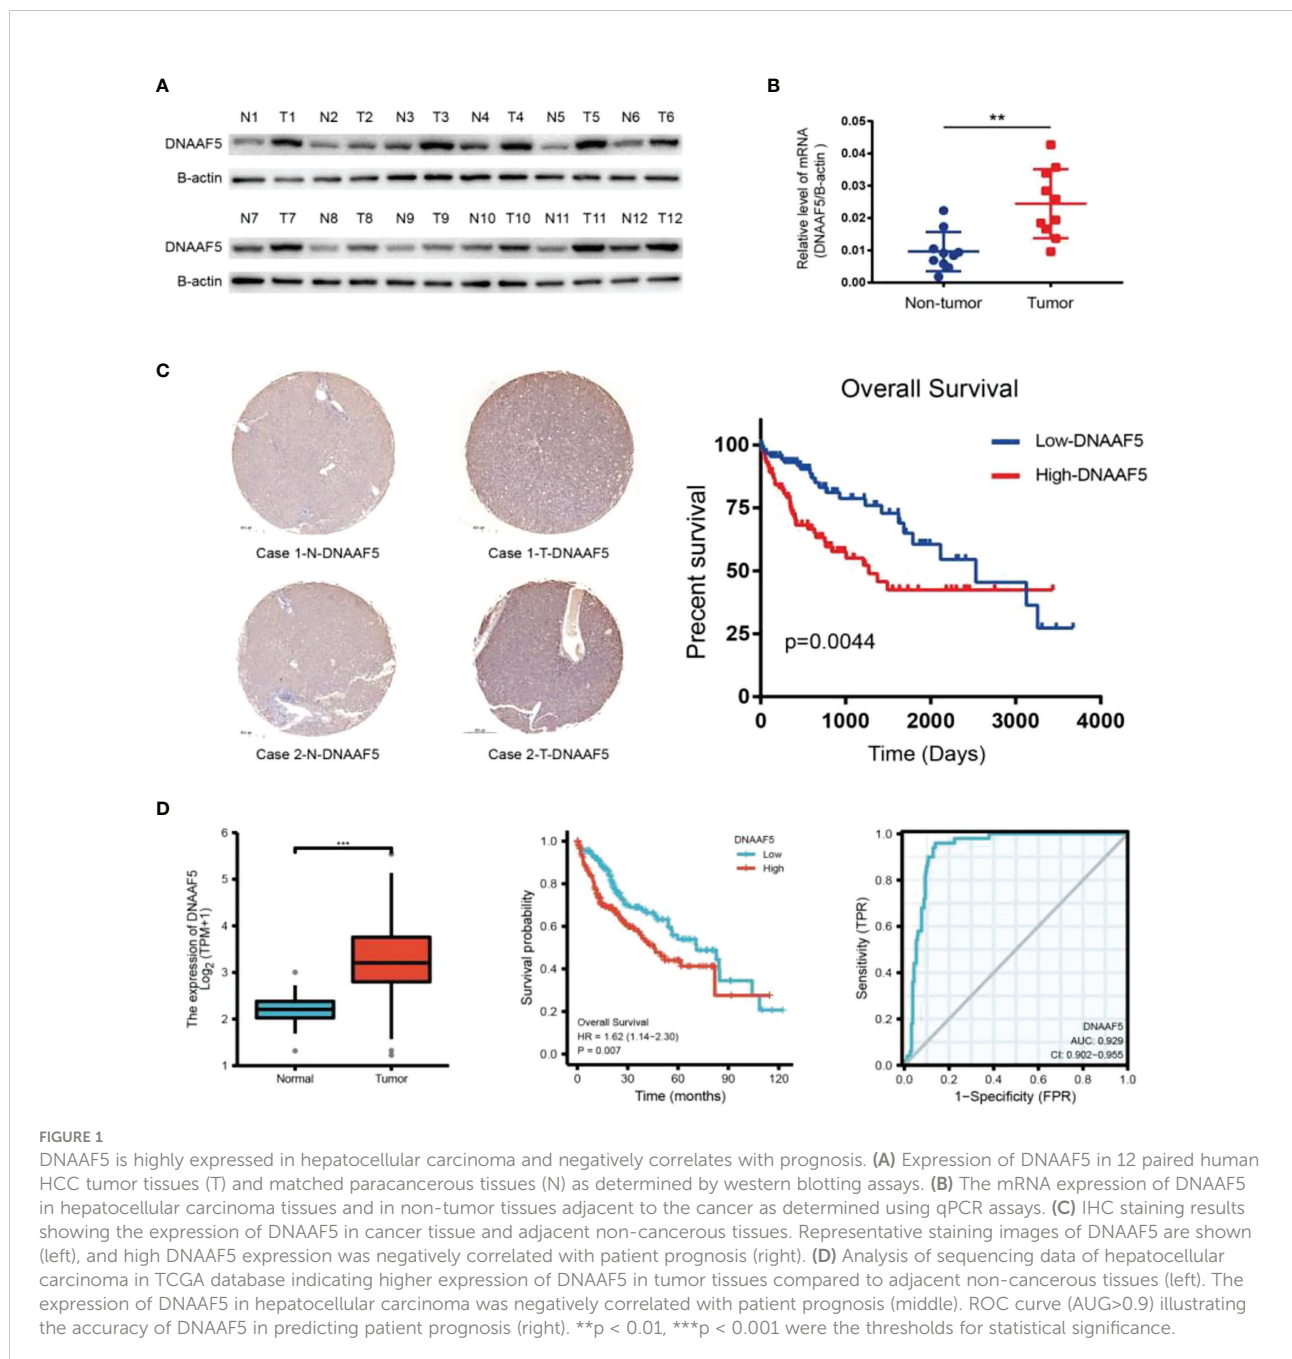 A
N1 T1 N2 T2 N3 T3 N4 T4 N5 T5 N6 T6
DNAAF5
B-actin
N7 T7 N8 T8 N9 T9 N10 T10 N11 T11 N12 T12
DNAAF5
B-actin
B
**
Relative level of mRNA
(DNAAF5/B-actin )
0.05
0.04
0.03
0.02
0.01
0.00
Non-tumor Tumor
C
Case 1-N-DNAAF5 Case 1-T-DNAAF5
Case 2-N-DNAAF5 Case 2-T-DNAAF5
Overall Survival
Low-DNAAF5
High-DNAAF5
Precent survival
100
75
50
25
0
p=0.0044
0 1000 2000 3000 4000
Time (Days)
D
The expression of DNAAF5
Log2 (TPM+1)
6
5
4
3
2
1
***
Normal Tumor
DNAAF5
Low
High
Survival probability
1.0
0.8
0.6
0.4
0.2
0.0
Overall Survival
HR = 1.62 (1.14−2.30)
P = 0.007
0 30 60 90 120
Time (months)
Sensitivity (TPR)
1.0
0.8
0.6
0.4
0.2
0.0
DNAAF5
AUC: 0.929
CI: 0.902−0.955
0.0 0.2 0.4 0.6 0.8 1.0
1−Specificity (FPR)
FIGURE 1
DNAAF5 is highly expressed in hepatocellular carcinoma and negatively correlates with prognosis. (A) Expression of DNAAF5 in 12 paired human
HCC tumor tissues (T) and matched paracancerous tissues (N) as determined by western blotting assays. (B) The mRNA expression of DNAAF5
in hepatocellular carcinoma tissues and in non-tumor tissues adjacent to the cancer as determined using qPCR assays. (C) IHC staining results
showing the expression of DNAAF5 in cancer tissue and adjacent non-cancerous tissues. Representative staining images of DNAAF5 are shown
(left), and high DNAAF5 expression was negatively correlated with patient prognosis (right). (D) Analysis of sequencing data of hepatocellular
carcinoma in TCGA database indicating higher expression of DNAAF5 in tumor tissues compared to adjacent non-cancerous tissues (left). The
expression of DNAAF5 in hepatocellular carcinoma was negatively correlated with patient prognosis (middle). ROC curve (AUG>0.9) illustrating
the accuracy of DNAAF5 in predicting patient prognosis (right). **p < 0.01, ***p < 0.001 were the thresholds for statistical significance.